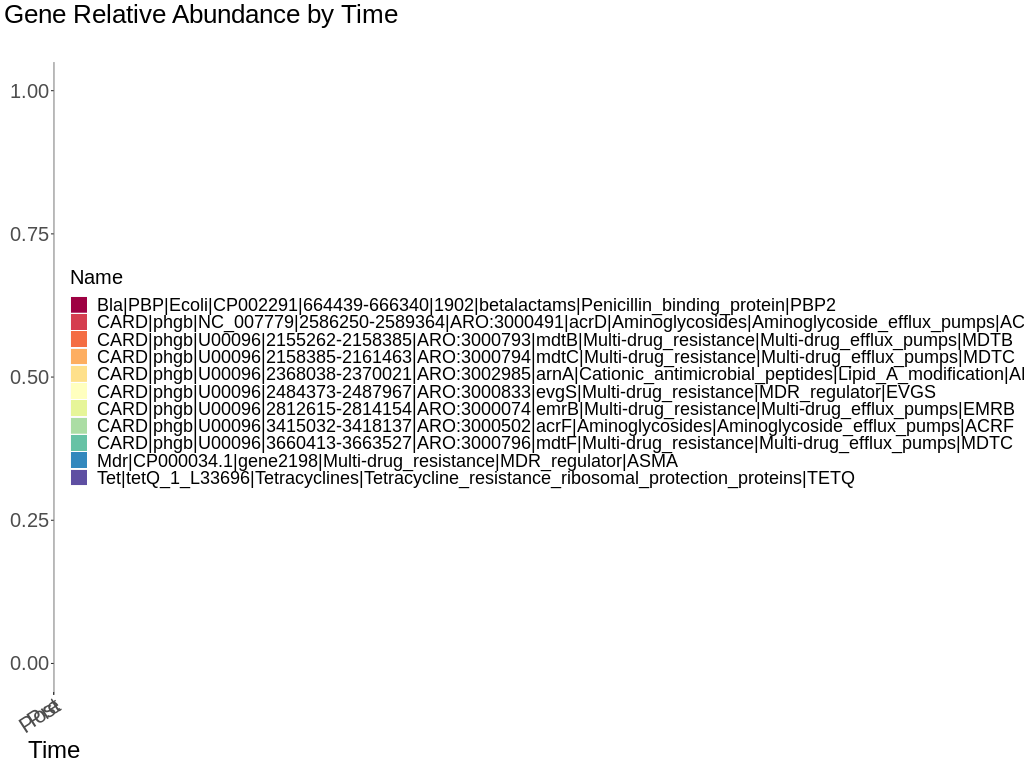 Gene Relative Abundance by Time
1.00
0.75
0.50
0.25
0.00
Name
Bla|PBP|Ecoli|CP002291|664439-666340|1902|betalactams|Penicillin_binding_protein|PBP2
CARD|phgb|NC_007779|2586250-2589364|ARO:3000491|acrD|Aminoglycosides|Aminoglycoside_efflux_pumps|AC
CARD|phgb|U00096|2155262-2158385|ARO:3000793|mdtB|Multi-drug_resistance|Multi-drug_efflux_pumps|MDTB
CARD|phgb|U00096|2158385-2161463|ARO:3000794|mdtC|Multi-drug_resistance|Multi-drug_efflux_pumps|MDTC
CARD|phgb|U00096|2368038-2370021|ARO:3002985|arnA|Cationic_antimicrobial_peptides|Lipid_A_modification|A
CARD|phgb|U00096|2484373-2487967|ARO:3000833|evgS|Multi-drug_resistance|MDR_regulator|EVGS
CARD|phgb|U00096|2812615-2814154|ARO:3000074|emrB|Multi-drug_resistance|Multi-drug_efflux_pumps|EMRB
CARD|phgb|U00096|3415032-3418137|ARO:3000502|acrF|Aminoglycosides|Aminoglycoside_efflux_pumps|ACRF
CARD|phgb|U00096|3660413-3663527|ARO:3000796|mdtF|Multi-drug_resistance|Multi-drug_efflux_pumps|MDTC
Mdr|CP000034.1|gene2198|Multi-drug_resistance|MDR_regulator|ASMA
Tet|tetQ_1_L33696|Tetracyclines|Tetracycline_resistance_ribosomal_protection_proteins|TETQ
Time